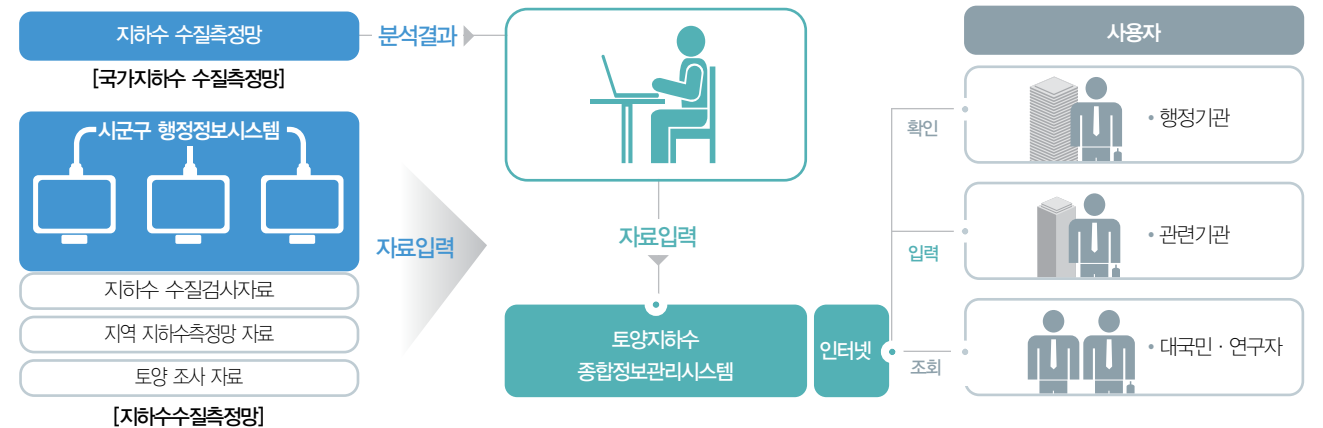 지하수 수질측정망
[국가지하수 수질측정망]
시군구 행정정보시스템
지하수 수질검사자료
지역 지하수측정망 자료
토양 조사 자료
[지하수수질측정망]
분석결과
자료입력
자료입력
토양지하수
종합정보관리시스템
인터넷
확인
입력
조회
사용자
• 행정기관
• 관련기관
• 대국민 · 연구자